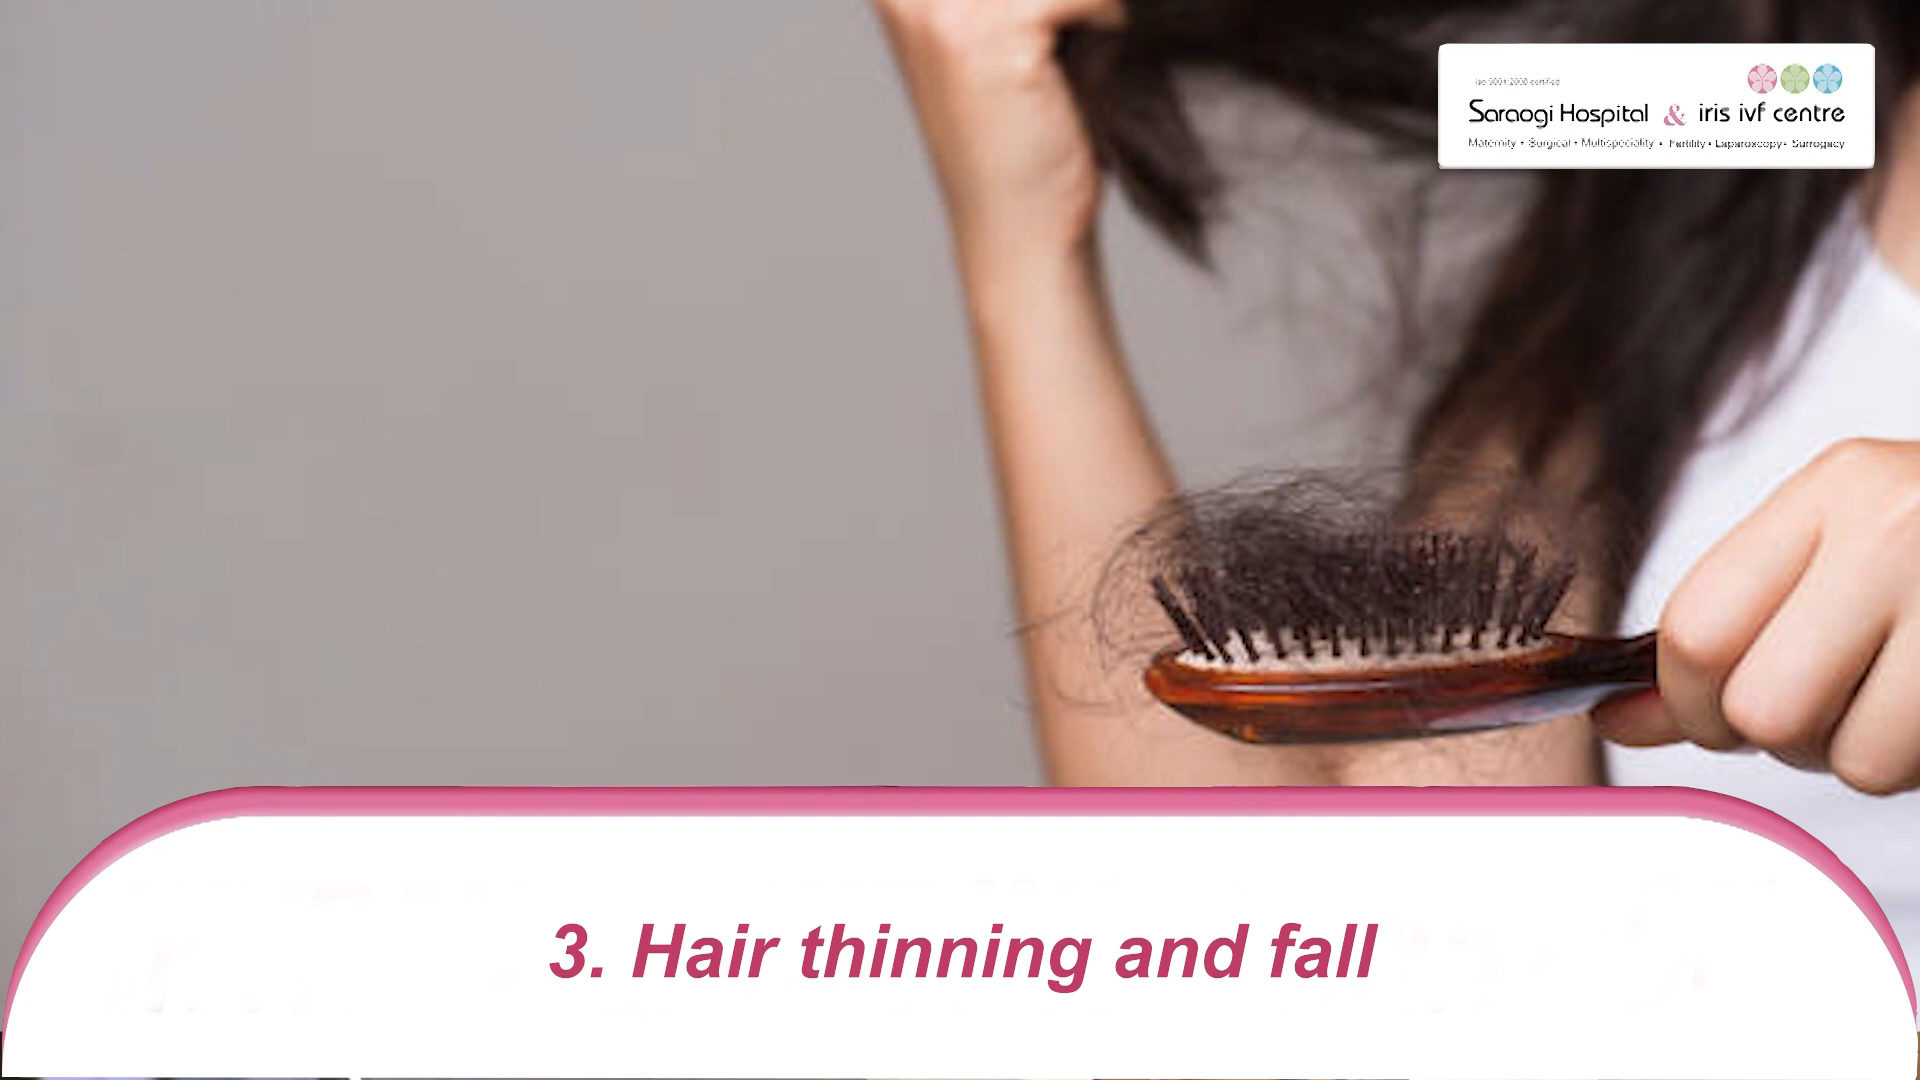 iso 9001:2000 certified
Saraogi Hospital & iris ivf centre
Maternity • Surgical • Multispeciality • Fertility • Laparoscopy • Surrogacy
3. Hair thinning and fall